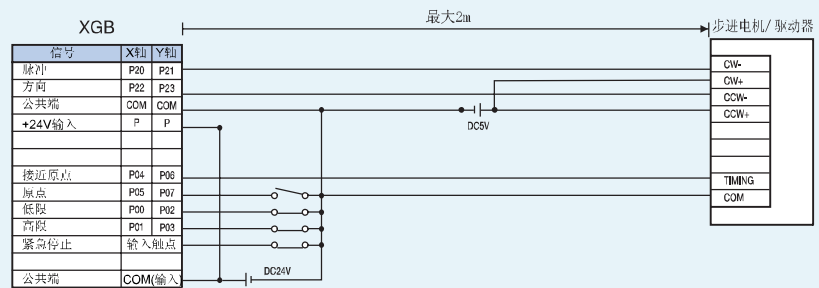 XGB
最大2m
步进电机/驱动器
信号 X轴 Y轴
脉冲 P20 P21
方向 P22 P23
公共端 COM COM
+24V输入 P P
接近原点 P04 P06
原点 P05 P07
低限 P00 P02
高限 P01 P03
紧急停止 输入触点
公共端 COM(输入)
DC24V
DC5V
CW-
CW+
CCW-
CCW+
TIMING
COM